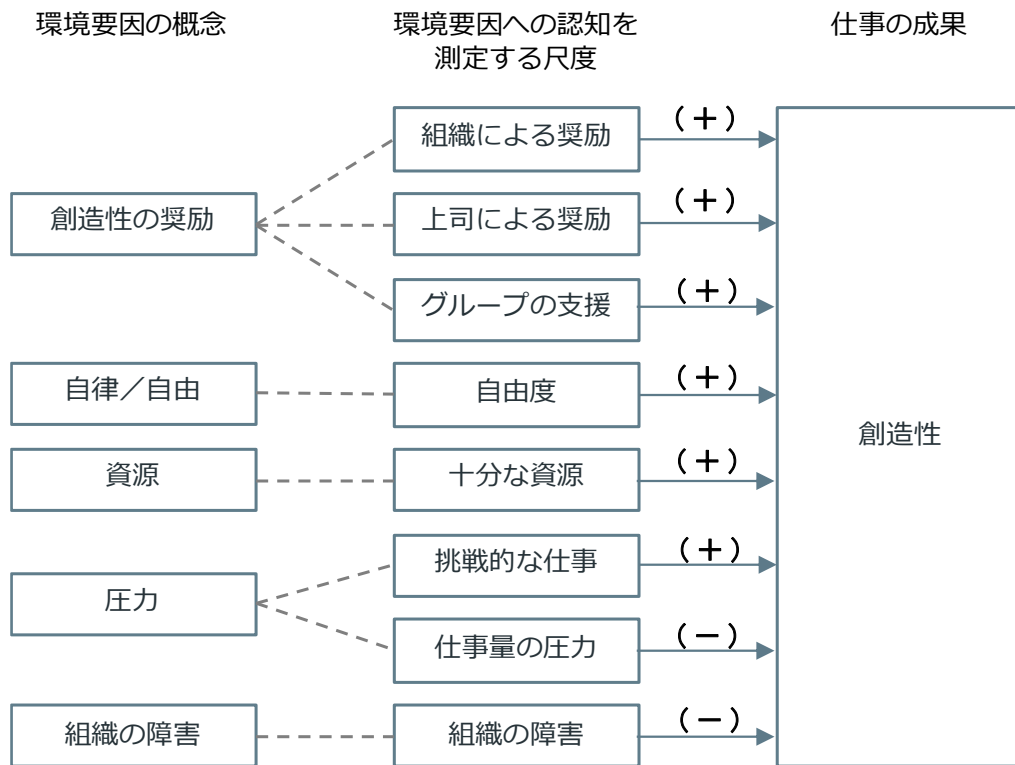 環境要因の概念
環境要因への認知を
測定する尺度
仕事の成果
組織による奨励
(+)
創造性の奨励
上司による奨励
(+)
グループの支援
(+)
自律／自由
自由度
(+)
創造性
資源
十分な資源
(+)
圧力
挑戦的な仕事
(+)
仕事量の圧力
(－)
組織の障害
組織の障害
(－)